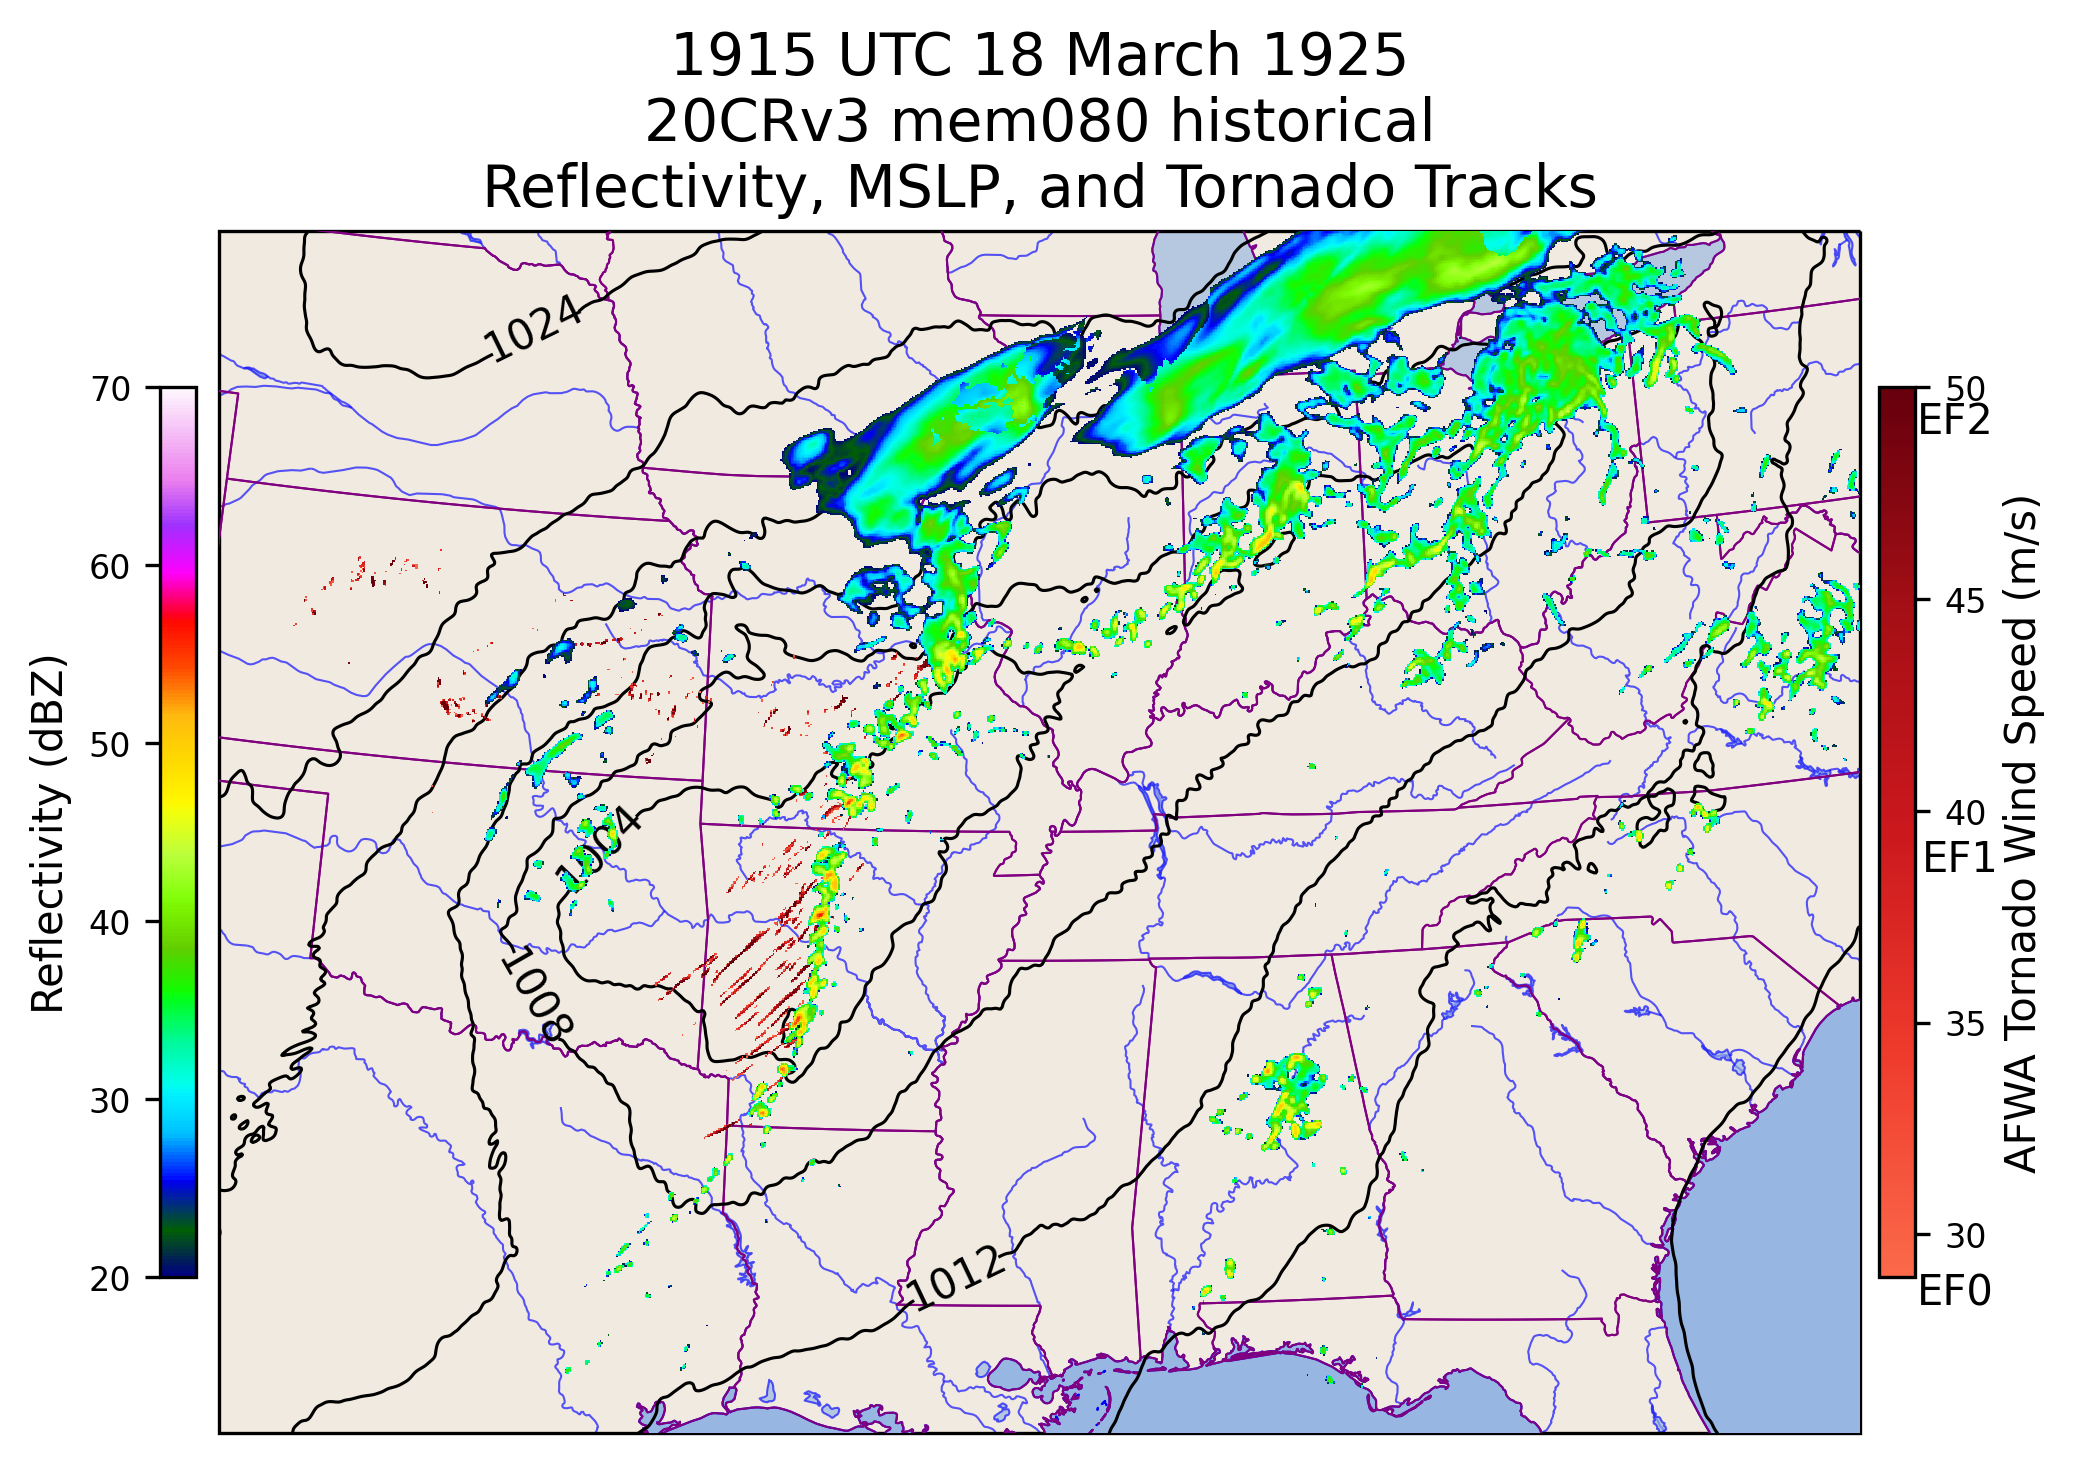 1915 UTC 18 March 1925
20CRv3 mem080 historical
Reflectivity, MSLP, and Tornado Tracks
Reflectivity (dBZ)
70
60
50
40
30
20
1024
1004
1008
1012
50
EF2
45
40
EF1
35
30
EF0
AFWA Tornado Wind Speed (m/s)